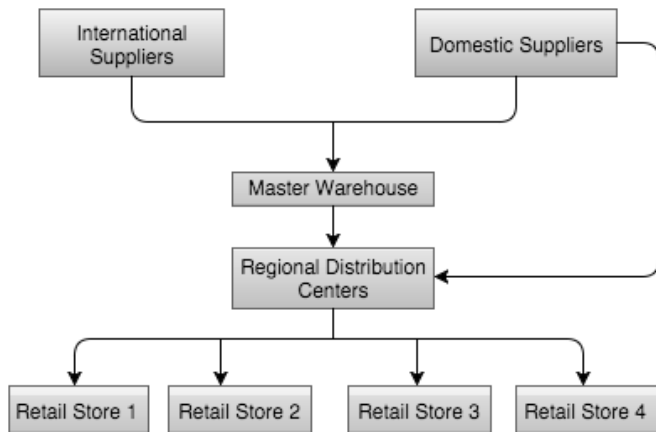 International
Suppliers
Domestic Suppliers
Master Warehouse
Regional Distribution
Centers
Retail Store 1
Retail Store 2
Retail Store 3
Retail Store 4